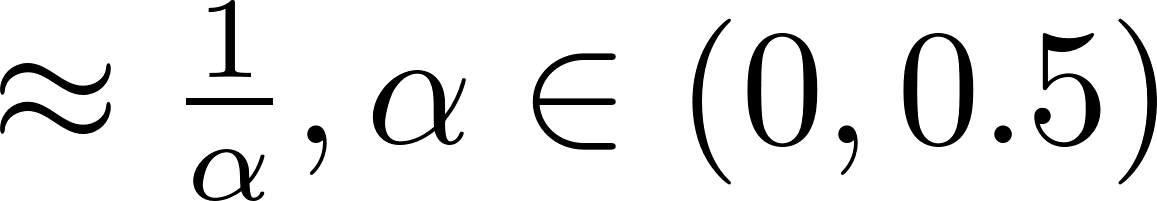 ≈ 1/α, α ∈ (0, 0.5)